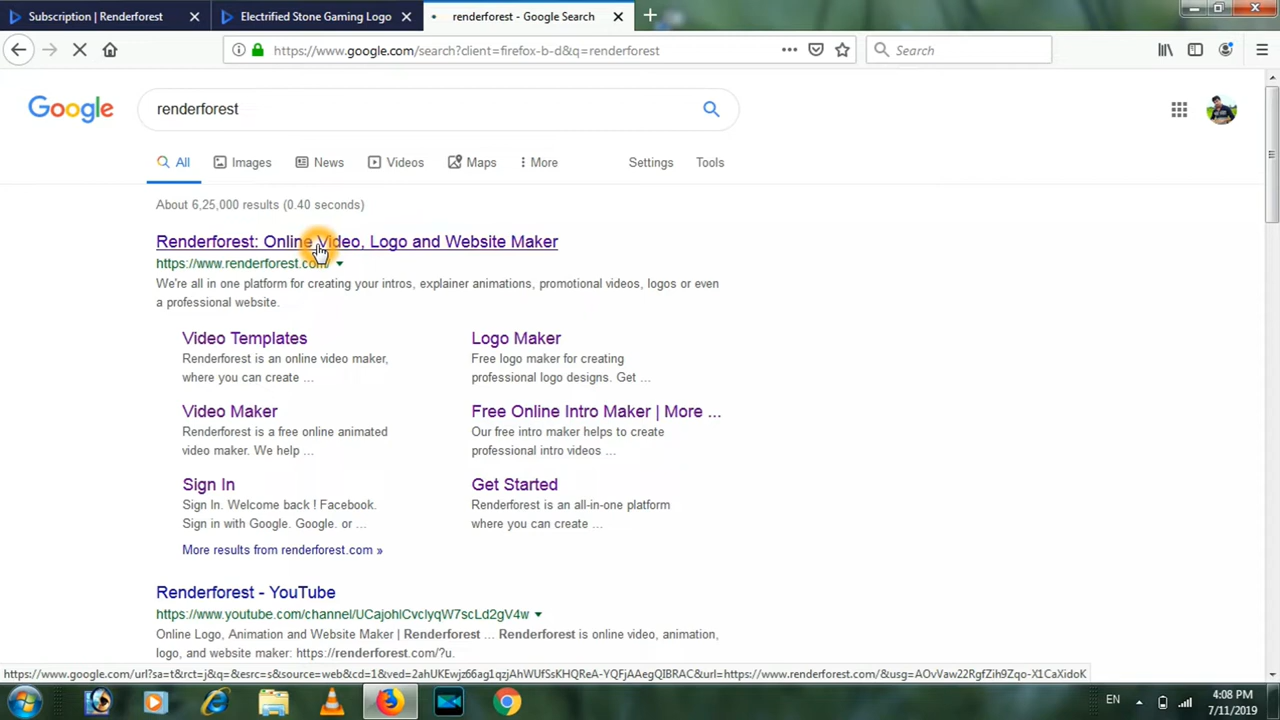 Subscription | Renderforest
Electrified Stone Gaming Logo
renderforest - Google Search
https://www.google.com/search?client=firefox-b-d&q=renderforest
Search
Google
renderforest
All
Images
News
Videos
Maps
More
Settings
Tools
About 6,25,000 results (0.40 seconds)
Renderforest: Online Video, Logo and Website Maker
https://www.renderforest.com/
We're all in one platform for creating your intros, explainer animations, promotional videos, logos or even
a professional website.
Video Templates
Renderforest is an online video maker,
where you can create ...
Logo Maker
Free logo maker for creating
professional logo designs. Get ...
Video Maker
Renderforest is a free online animated
video maker. We help ...
Free Online Intro Maker | More ...
Our free intro maker helps to create
professional intro videos ...
Sign In
Sign In. Welcome back ! Facebook.
Sign in with Google. Google. or ...
Get Started
Renderforest is an all-in-one platform
where you can create ...
More results from renderforest.com »
Renderforest - YouTube
https://www.youtube.com/channel/UCajohlCvclyqW7scLd2gV4w
Online Logo, Animation and Website Maker | Renderforest ... Renderforest is online video, animation,
logo, and website maker: https://renderforest.com/?u.
https://www.google.com/url?sa=t&rct=j&q=&esrc=s&source=web&cd=1&ved=2ahUKEwjz66ag1qzjAhWUfSsKHQReA-YQFjAAegQIBRAC&url=https://www.renderforest.com/&usg=AOvVaw22RgfZih9Zqo-X1CaXidoK
EN
4:08 PM
7/11/2019